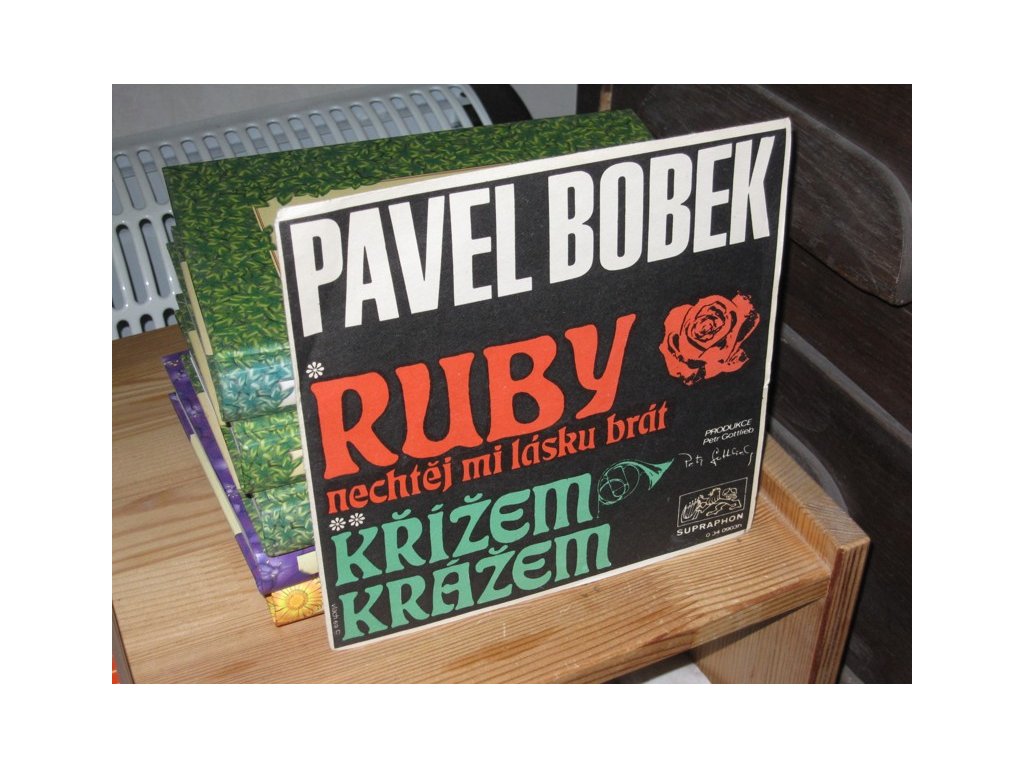 PAVEL BOBEK
RUBY
nechtěj mi lásku brát
PRODUKCE
Petr Gottlieb
KŘÍŽEM
KRÁŽEM
SUPRAPHON